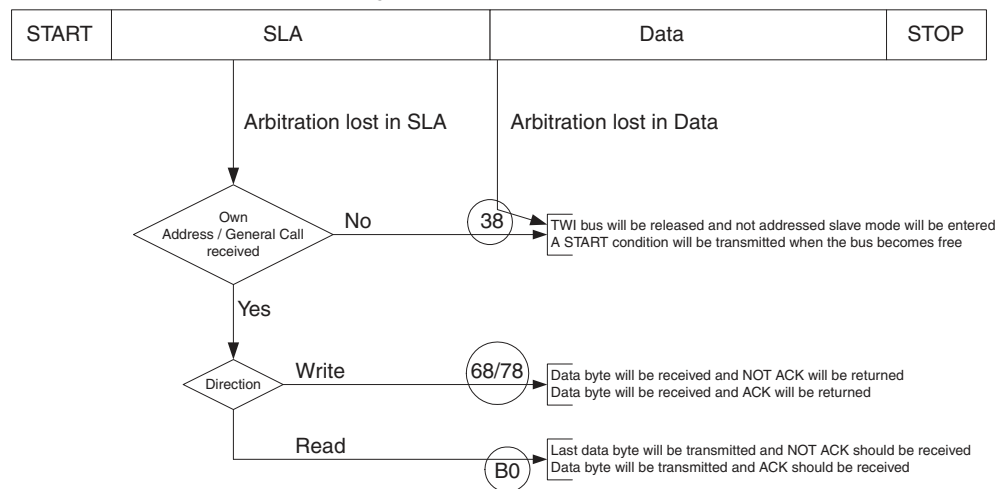 START SLA Data STOP
Arbitration lost in SLA Arbitration lost in Data
Own
Address / General Call
received
No
38
TWI bus will be released and not addressed slave mode will be entered
A START condition will be transmitted when the bus becomes free
Yes
Direction
Write
68/78
Data byte will be received and NOT ACK will be returned
Data byte will be received and ACK will be returned
Read
B0
Last data byte will be transmitted and NOT ACK should be received
Data byte will be transmitted and ACK should be received